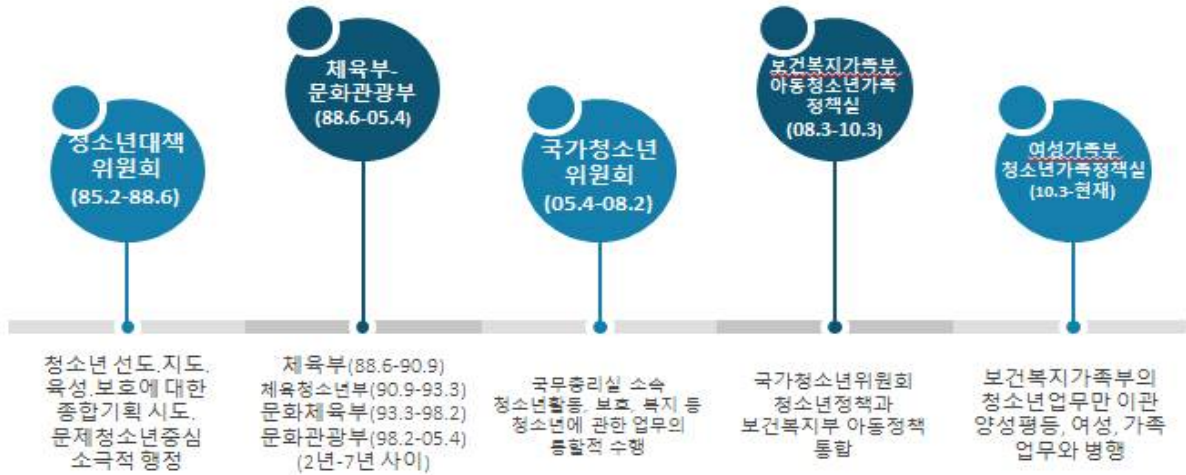 청소년대책
위원회
(85.2-88.6)
체육부-
문화관광부
(88.6-05.4)
국가청소년
위원회
(05.4-08.2)
보건복지가족부
아동청소년가족
정책실
(08.3-10.3)
여성가족부
청소년가족정책실
(10.3-현재)
청소년 선도.지도.
육성.보호에 대한
종합기획 시도.
문제청소년중심
소극적 행정
체육부(88.6-90.9)
체육청소년부(90.9-93.3)
문화체육부(93.3-98.2)
문화관광부(98.2-05.4)
(2년-7년 사이)
국무총리실 소속
청소년활동, 보호, 복지 등
청소년에 관한 업무의
통할적 수행
국가청소년위원회
청소년정책과
보건복지부 아동정책
통합
보건복지가족부의
청소년업무만 이관
양성평등, 여성, 가족
업무와 병행